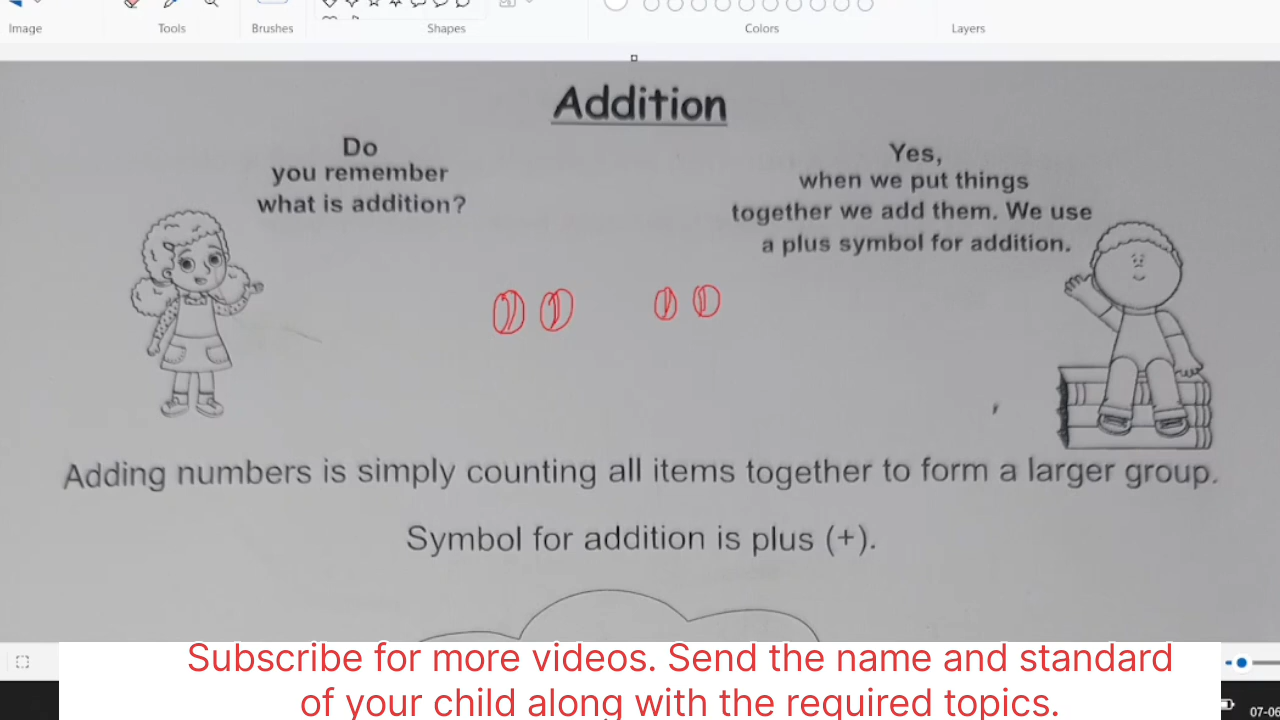 Image
Tools
Brushes
Shapes
Colors
Layers
Addition
Do
you remember
what is addition?
Yes,
when we put things
together we add them. We use
a plus symbol for addition.
Adding numbers is simply counting all items together to form a larger group.
Symbol for addition is plus (+).
Subscribe for more videos. Send the name and standard
of your child along with the required topics.
07-06